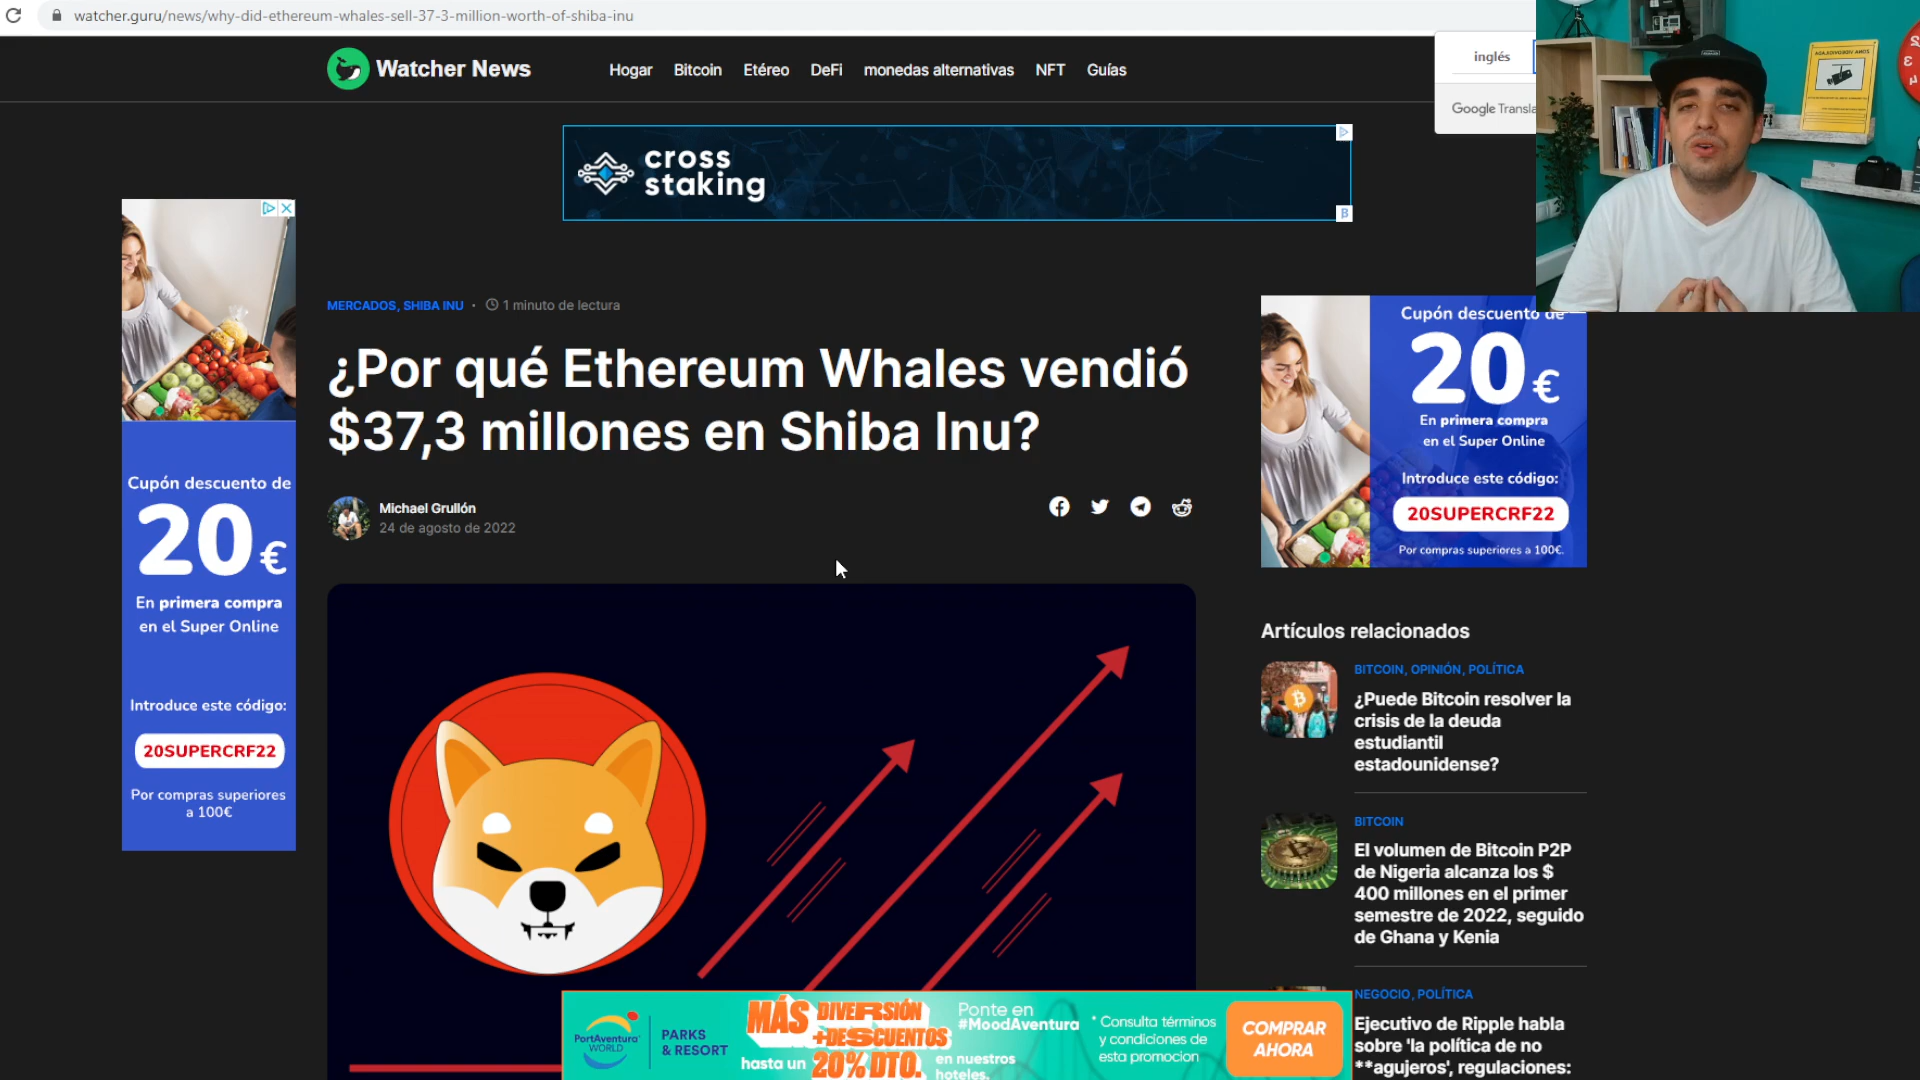 watcher.guru/news/why-did-ethereum-whales-sell-37-3-million-worth-of-shiba-inu
Watcher News
Hogar
Bitcoin
Etéreo
DeFi
monedas alternativas
NFT
Guías
inglés
Google Transla
cross
staking
MERCADOS, SHIBA INU · 1 minuto de lectura
¿Por qué Ethereum Whales vendió
$37,3 millones en Shiba Inu?
Michael Grullón
24 de agosto de 2022
Cupón descuento de
20€
En primera compra
en el Super Online
Introduce este código:
20SUPERCRF22
Por compras superiores
a 100€
Cupón descuento de
20€
En primera compra
en el Super Online
Introduce este código:
20SUPERCRF22
Por compras superiores a 100€.
Artículos relacionados
BITCOIN, OPINIÓN, POLÍTICA
¿Puede Bitcoin resolver la
crisis de la deuda
estudiantil
estadounidense?
BITCOIN
El volumen de Bitcoin P2P
de Nigeria alcanza los $
400 millones en el primer
semestre de 2022, seguido
de Ghana y Kenia
NEGOCIO, POLÍTICA
Ejecutivo de Ripple habla
sobre 'la política de no
**agujeros', regulaciones:
PortAventura
WORLD
PARKS
& RESORT
MÁS DIVERSIÓN
+DESCUENTOS
hasta un 20% DTO.
en nuestros
hoteles.
Ponte en
#MoodAventura
* Consulta términos
y condiciones de
esta promocion
COMPRAR
AHORA